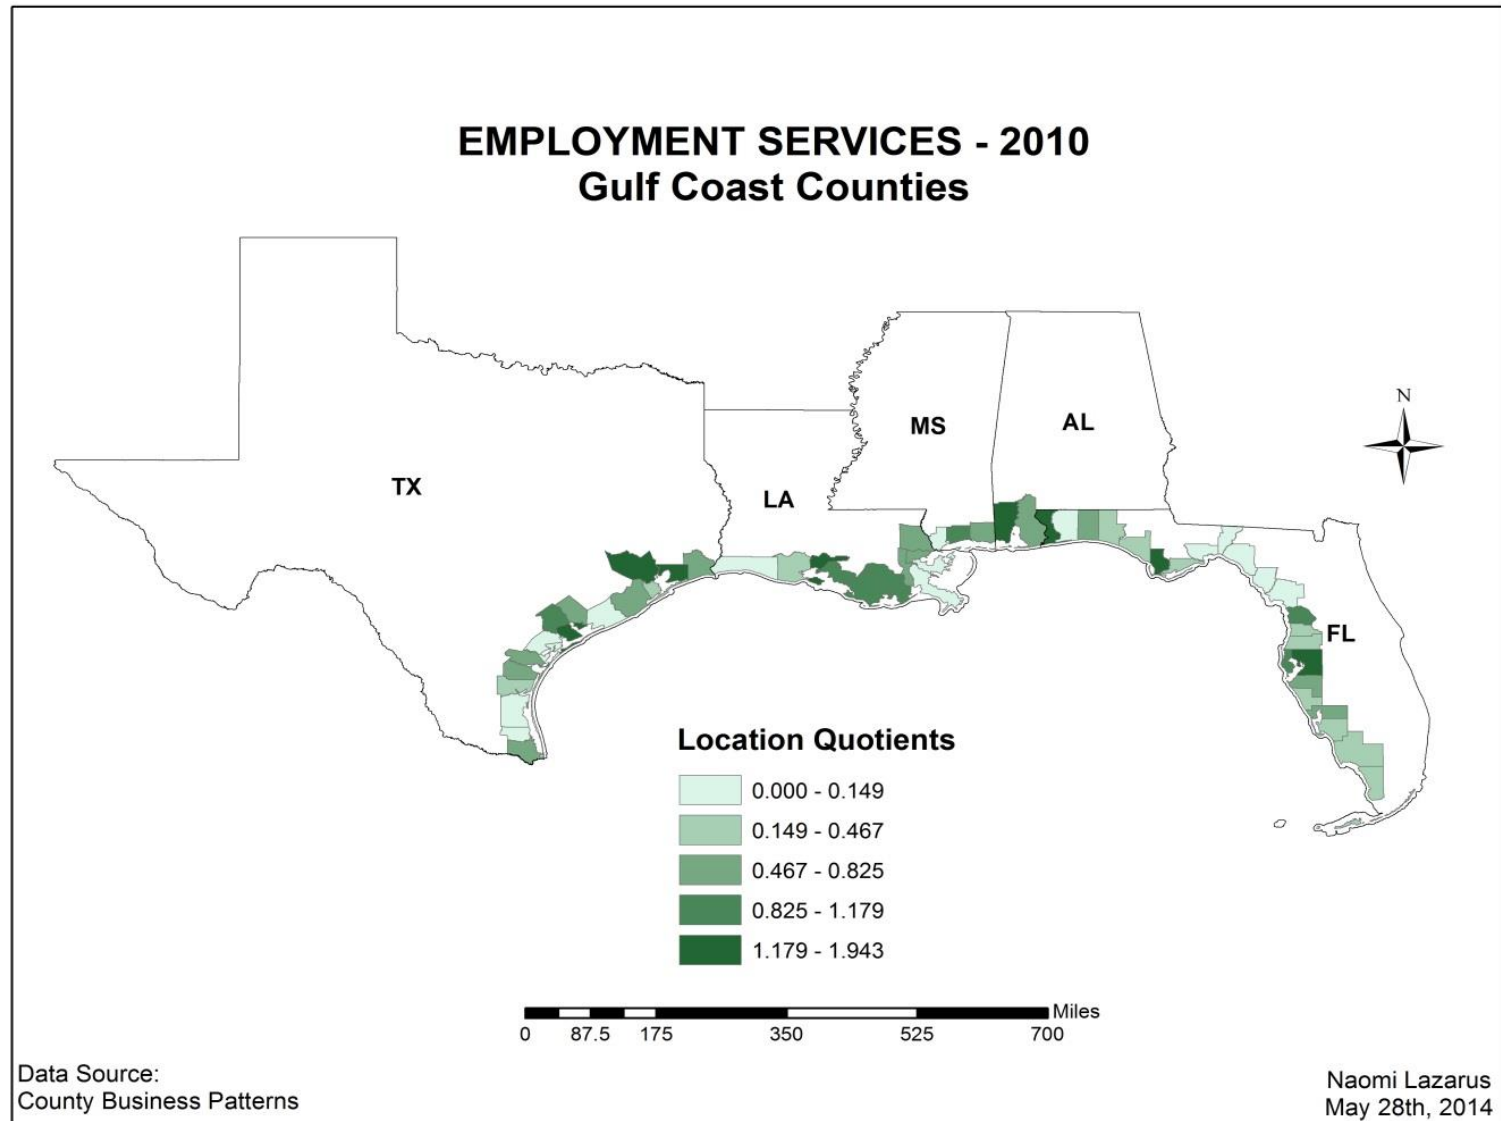 EMPLOYMENT SERVICES - 2010
Gulf Coast Counties
N
MS
AL
TX
LA
FL
Location Quotients
0.000 - 0.149
0.149 - 0.467
0.467 - 0.825
0.825 - 1.179
1.179 - 1.943
Miles
0 87.5 175 350 525 700
Data Source:
County Business Patterns
Naomi Lazarus
May 28th, 2014